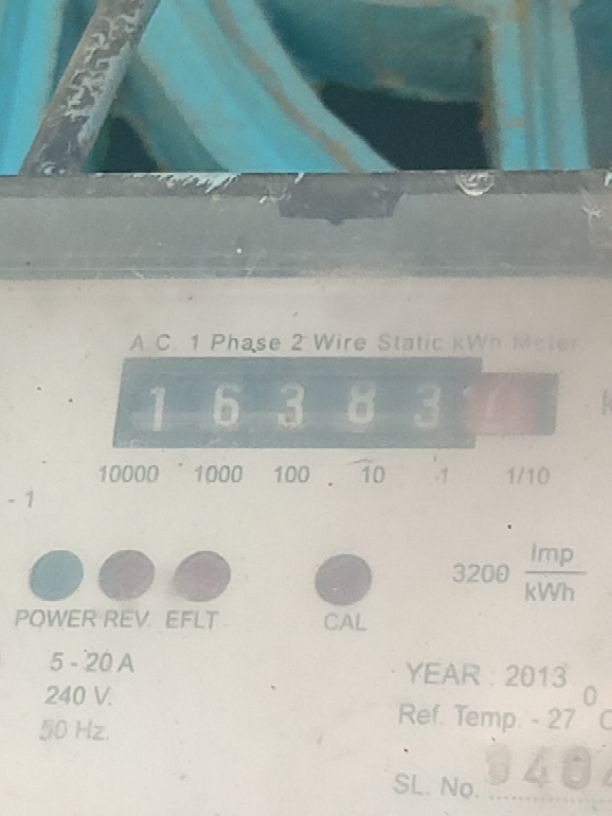 A.C. 1 Phase 2 Wire Static kWh Meter
1 6 3 8 3
10000 1000 100 10 1 1/10
- 1
3200 Imp
kWh
POWER REV. EFLT CAL
5 - 20 A
240 V.
50 Hz.
YEAR : 2013
Ref. Temp. - 27 0 C
SL. No.